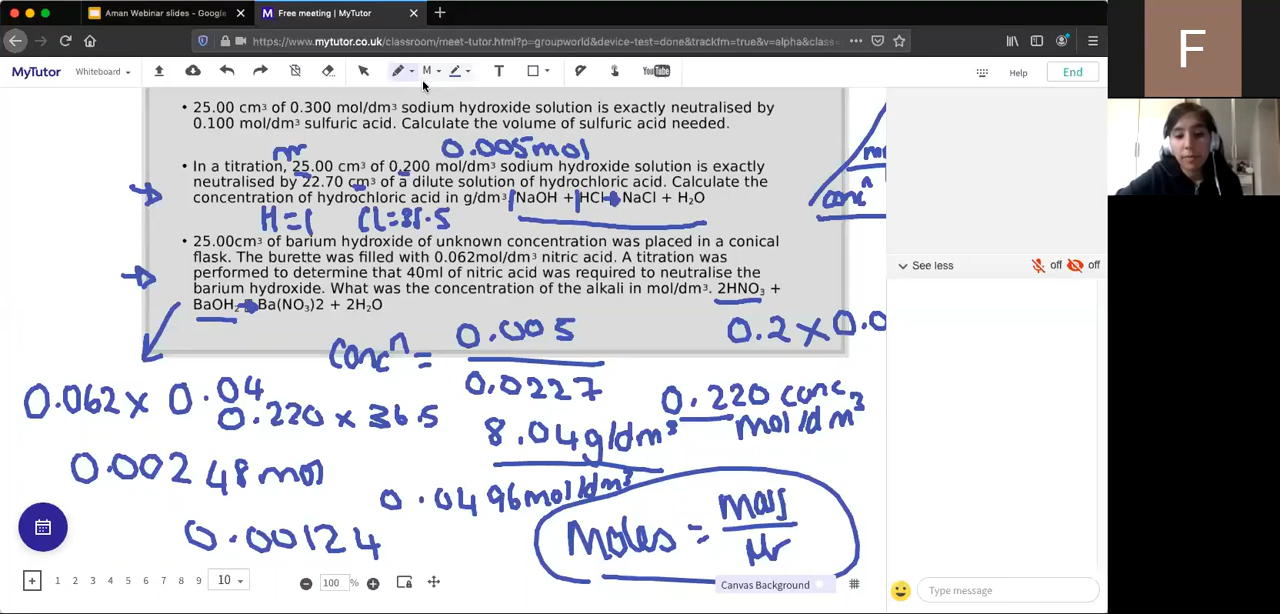 Aman Webinar slides - Google
Free meeting | MyTutor
https://www.mytutor.co.uk/classroom/meet-tutor.html?p=groupworld&device-test=done&trackfm=true&v=alpha&class=
MyTutor
Whiteboard
M
T
YouTube
Help
End
F
• 25.00 cm³ of 0.300 mol/dm³ sodium hydroxide solution is exactly neutralised by
0.100 mol/dm³ sulfuric acid. Calculate the volume of sulfuric acid needed.
mr
0.005mol
• In a titration, 25.00 cm³ of 0.200 mol/dm³ sodium hydroxide solution is exactly
neutralised by 22.70 cm³ of a dilute solution of hydrochloric acid. Calculate the
concentration of hydrochloric acid in g/dm³. NaOH + HCl → NaCl + H₂O
H=1
CL=35.5
concⁿ
• 25.00cm³ of barium hydroxide of unknown concentration was placed in a conical
flask. The burette was filled with 0.062mol/dm³ nitric acid. A titration was
performed to determine that 40ml of nitric acid was required to neutralise the
barium hydroxide. What was the concentration of the alkali in mol/dm³. 2HNO₃ +
BaOH₂ → Ba(NO₃)2 + 2H₂O
concⁿ = 0.005
0.0227
0.2 x 0.0
0.062 x 0.04
0.220 x 36.5
0.220 conc
mol/dm³
8.04g/dm³
0.00248mol
0.0496mol/dm³
0.00124
Moles = mass
Mr
See less
off
off
+ 1 2 3 4 5 6 7 8 9 10
100 %
Canvas Background
Type message